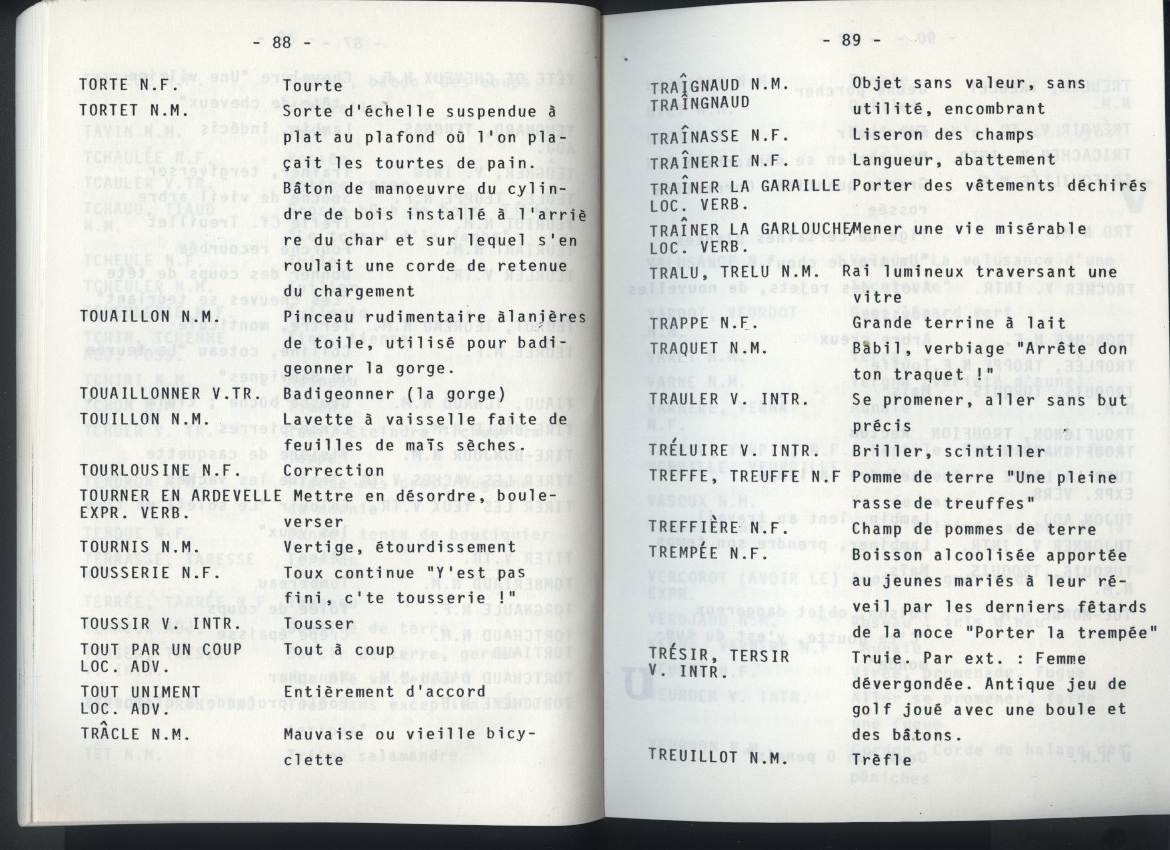 - 88 -
TORTE N.F. Tourte
TORTET N.M. Sorte d'échelle suspendue à
plat au plafond où l'on pla-
çait les tourtes de pain.
Bâton de manoeuvre du cylin-
dre de bois installé à l'arriè
re du char et sur lequel s'en
roulait une corde de retenue
du chargement
TOUAILLON N.M. Pinceau rudimentaire àlanjères
de toile, utilisé pour badi-
geonner la gorge.
TOUAILLONNER V.TR. Badigeonner (la gorge)
TOUILLON N.M. Lavette à vaisselle faite de
feuilles de maïs sèches.
TOURLOUSINE N.F. Correction
TOURNER EN ARDEVELLE Mettre en désordre, boule-
EXPR. VERB.
verser
TOURNIS N.M. Vertige, étourdissement
TOUSSERIE N.F. Toux continue "Y'est pas
fini, c'te tousserie !"
TOUSSIR V. INTR. Tousser
TOUT PAR UN COUP Tout à coup
LOC. ADV.
TOUT UNIMENT Entièrement d'accord
LOC. ADV.
TRÂCLE N.M. Mauvaise ou vieille bicy-
clette
- 89 -
TRAÎGNAUD N.M. Objet sans valeur, sans
TRAÎNGNAUD utilité, encombrant
TRAÎNASSE N.F. Liseron des champs
TRAÎNERIE N.F. Langueur, abattement
TRAÎNER LA GARAILLE Porter des vêtements déchirés
LOC. VERB.
TRAÎNER LA GARLOUCHE/Mener une vie misérable
LOC. VERB.
TRALU, TRELU N.M. Rai lumineux traversant une
vitre
TRAPPE N.F. Grande terrine à lait
TRAQUET N.M. Babil, verbiage "Arrête don
ton traquet !"
TRAULER V. INTR. Se promener, aller sans but
précis
TRÉLUIRE V. INTR. Briller, scintiller
TREFFE, TREUFFE N.F Pomme de terre "Une pleine
rasse de treuffes"
TREFFIÈRE N.F. Champ de pommes de terre
TREMPÉE N.F. Boisson alcoolisée apportée
au jeunes mariés à leur ré-
veil par les derniers fêtards
de la noce "Porter la trempée"
TRÉSIR, TERSIR Truie. Par ext. : Femme
V. INTR.
dévergondée. Antique jeu de
golf joué avec une boule et
des bâtons.
TREUILLOT N.M. Trèfle